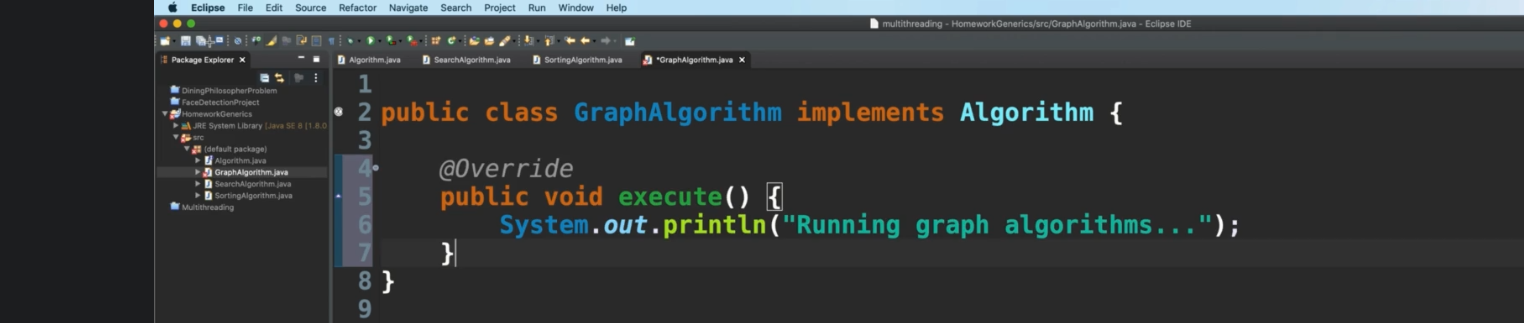 Eclipse File Edit Source Refactor Navigate Search Project Run Window Help
multithreading - HomeworkGenerics/src/GraphAlgorithm.java - Eclipse IDE
Package Explorer
Algorithm.java SearchAlgorithm.java SortingAlgorithm.java *GraphAlgorithm.java
DiningPhilosopherProblem
FaceDetectionProject
HomeworkGenerics
JRE System Library [Java SE 8 [1.8.0
src
(default package)
Algorithm.java
GraphAlgorithm.java
SearchAlgorithm.java
SortingAlgorithm.java
Multithreading
1
2 public class GraphAlgorithm implements Algorithm {
3
4 @Override
5 public void execute() {
6 System.out.println("Running graph algorithms...");
7 }
8 }
9